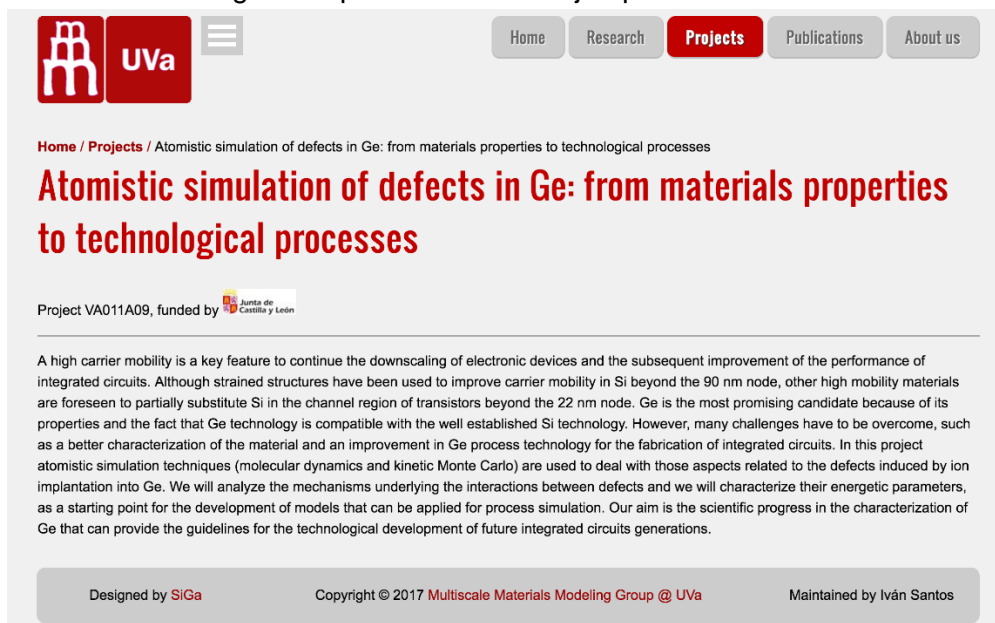 UVa
Home Research Projects Publications About us
Home / Projects / Atomistic simulation of defects in Ge: from materials properties to technological processes
Atomistic simulation of defects in Ge: from materials properties
to technological processes
Project VA011A09, funded by Junta de
Castilla y León
A high carrier mobility is a key feature to continue the downscaling of electronic devices and the subsequent improvement of the performance of
integrated circuits. Although strained structures have been used to improve carrier mobility in Si beyond the 90 nm node, other high mobility materials
are foreseen to partially substitute Si in the channel region of transistors beyond the 22 nm node. Ge is the most promising candidate because of its
properties and the fact that Ge technology is compatible with the well established Si technology. However, many challenges have to be overcome, such
as a better characterization of the material and an improvement in Ge process technology for the fabrication of integrated circuits. In this project
atomistic simulation techniques (molecular dynamics and kinetic Monte Carlo) are used to deal with those aspects related to the defects induced by ion
implantation into Ge. We will analyze the mechanisms underlying the interactions between defects and we will characterize their energetic parameters,
as a starting point for the development of models that can be applied for process simulation. Our aim is the scientific progress in the characterization of
Ge that can provide the guidelines for the technological development of future integrated circuits generations.
Designed by SiGa Copyright © 2017 Multiscale Materials Modeling Group @ UVa Maintained by Iván Santos